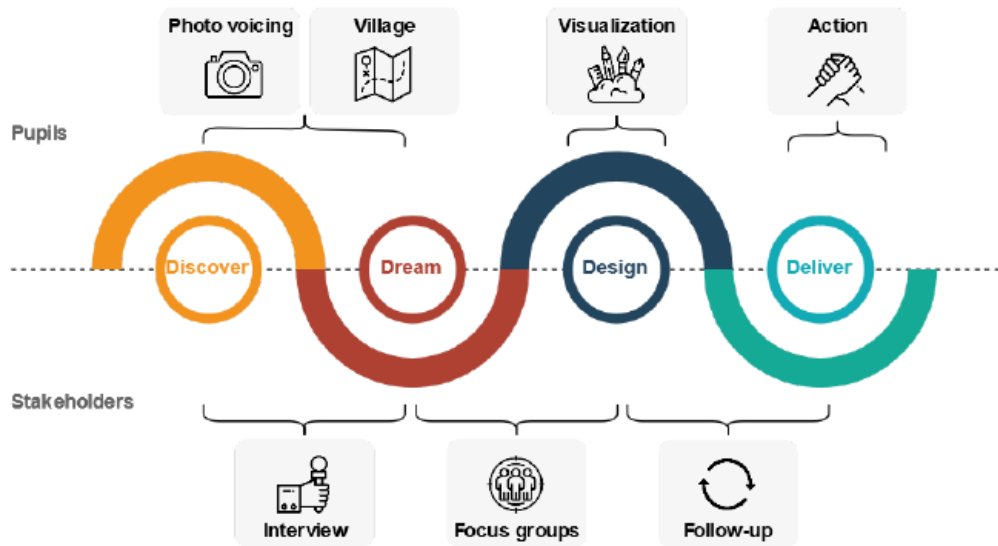 Photo voicing
Village
Visualization
Action
Pupils
Discover
Dream
Design
Deliver
Stakeholders
Interview
Focus groups
Follow-up